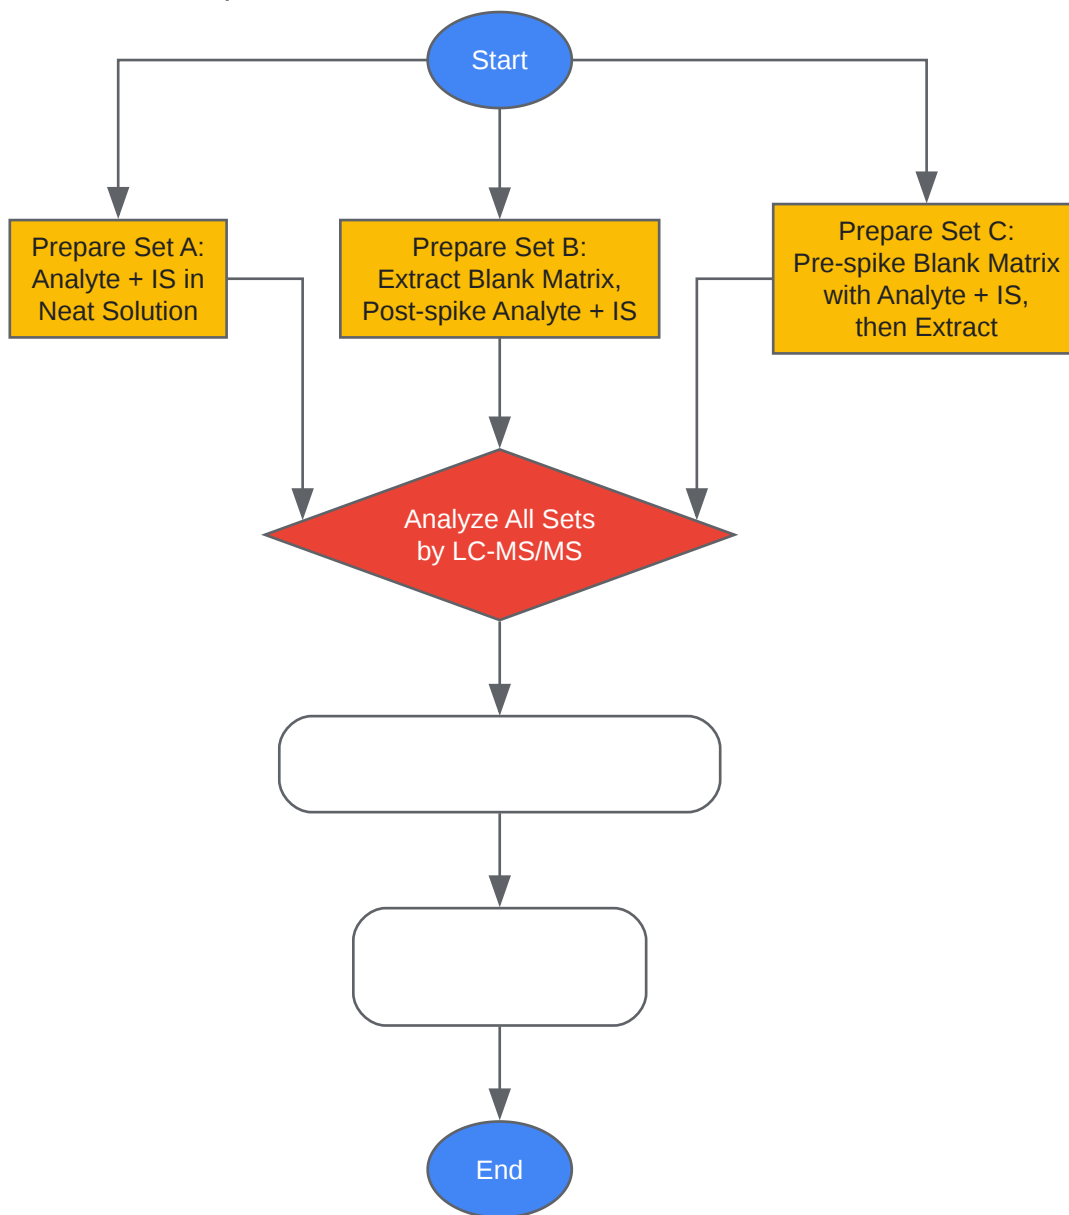 Start
Prepare Set A:
Analyte + IS in
Neat Solution
Prepare Set B:
Extract Blank Matrix,
Post-spike Analyte + IS
Prepare Set C:
Pre-spike Blank Matrix
with Analyte + IS,
then Extract
Analyze All Sets
by LC-MS/MS
End